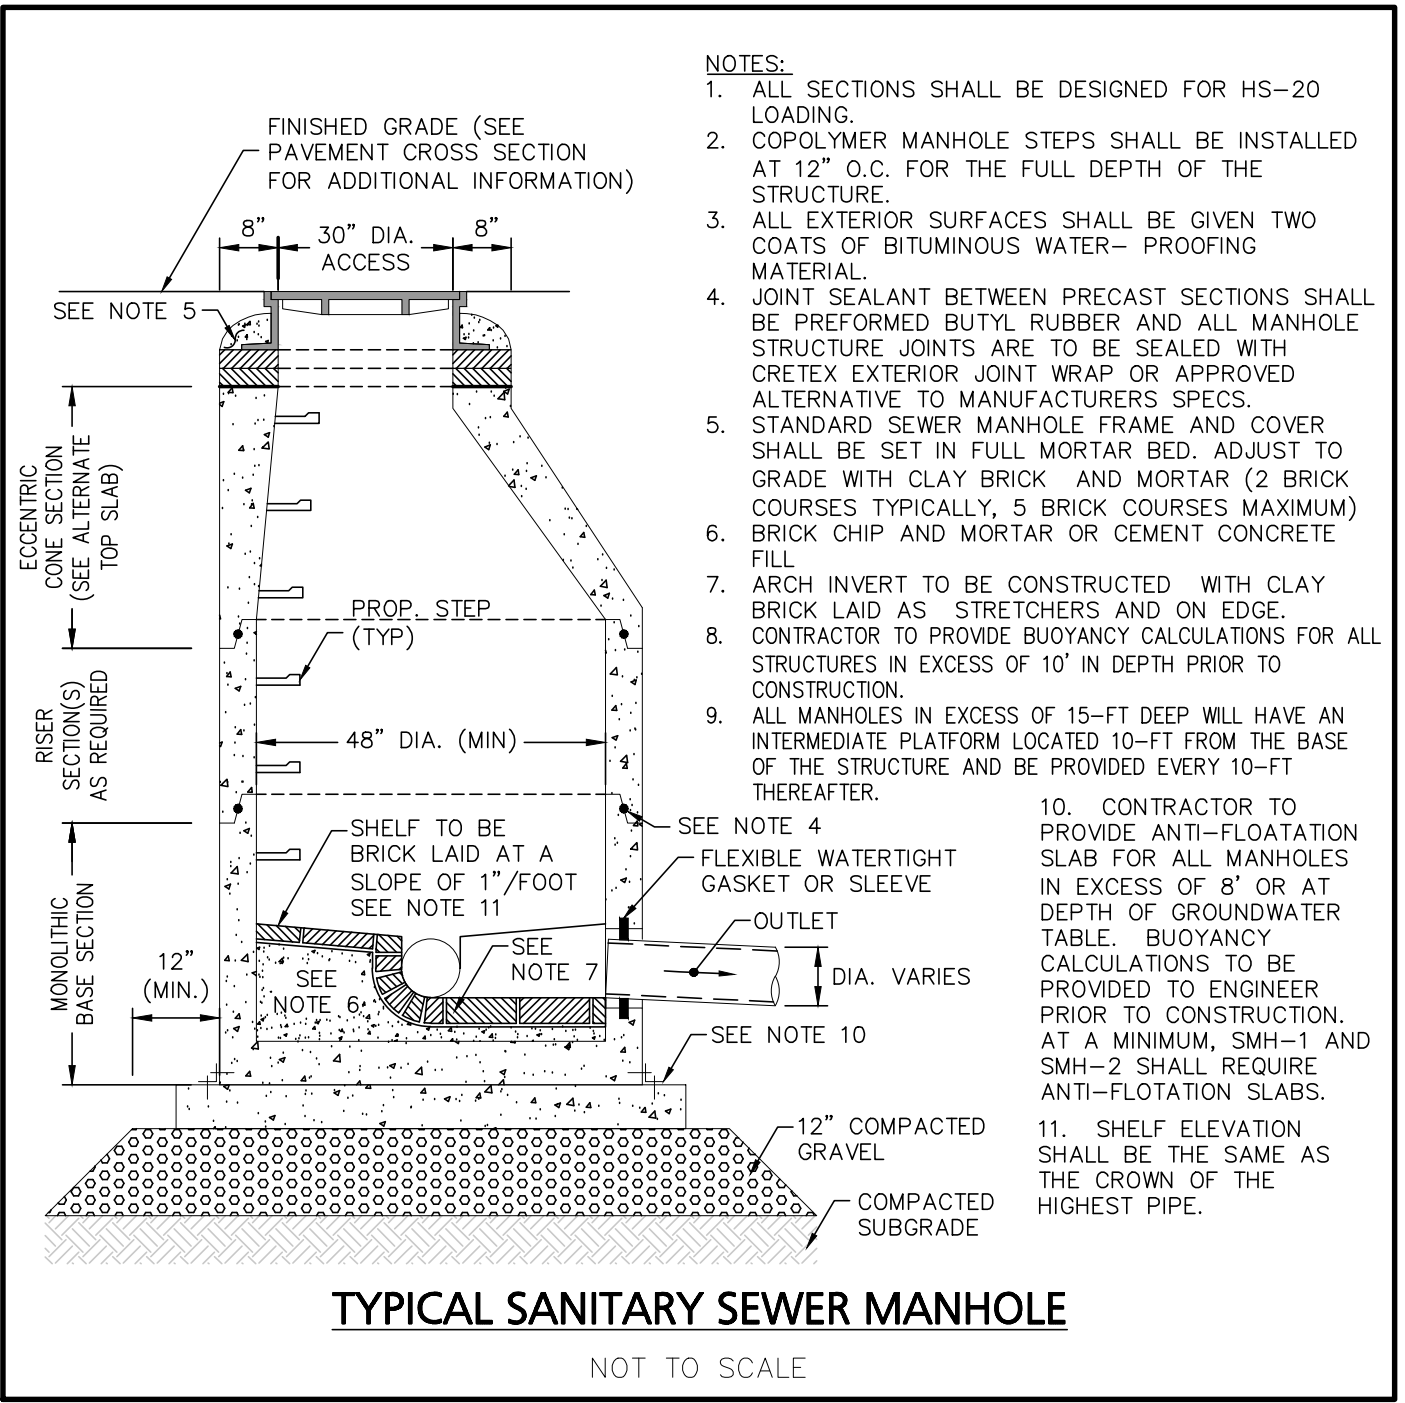 NOTES:
1. ALL SECTIONS SHALL BE DESIGNED FOR HS-20
LOADING.
2. COPOLYMER MANHOLE STEPS SHALL BE INSTALLED
AT 12" O.C. FOR THE FULL DEPTH OF THE
STRUCTURE.
3. ALL EXTERIOR SURFACES SHALL BE GIVEN TWO
COATS OF BITUMINOUS WATER- PROOFING
MATERIAL.
4. JOINT SEALANT BETWEEN PRECAST SECTIONS SHALL
BE PREFORMED BUTYL RUBBER AND ALL MANHOLE
STRUCTURE JOINTS ARE TO BE SEALED WITH
CRETEX EXTERIOR JOINT WRAP OR APPROVED
ALTERNATIVE TO MANUFACTURERS SPECS.
5. STANDARD SEWER MANHOLE FRAME AND COVER
SHALL BE SET IN FULL MORTAR BED. ADJUST TO
GRADE WITH CLAY BRICK AND MORTAR (2 BRICK
COURSES TYPICALLY, 5 BRICK COURSES MAXIMUM)
6. BRICK CHIP AND MORTAR OR CEMENT CONCRETE
FILL
7. ARCH INVERT TO BE CONSTRUCTED WITH CLAY
BRICK LAID AS STRETCHERS AND ON EDGE.
8. CONTRACTOR TO PROVIDE BUOYANCY CALCULATIONS FOR ALL
STRUCTURES IN EXCESS OF 10' IN DEPTH PRIOR TO
CONSTRUCTION.
9. ALL MANHOLES IN EXCESS OF 15-FT DEEP WILL HAVE AN
INTERMEDIATE PLATFORM LOCATED 10-FT FROM THE BASE
OF THE STRUCTURE AND BE PROVIDED EVERY 10-FT
THEREAFTER.
10. CONTRACTOR TO
PROVIDE ANTI-FLOATATION
SLAB FOR ALL MANHOLES
IN EXCESS OF 8' OR AT
DEPTH OF GROUNDWATER
TABLE. BUOYANCY
CALCULATIONS TO BE
PROVIDED TO ENGINEER
PRIOR TO CONSTRUCTION.
AT A MINIMUM, SMH-1 AND
SMH-2 SHALL REQUIRE
ANTI-FLOTATION SLABS.
11. SHELF ELEVATION
SHALL BE THE SAME AS
THE CROWN OF THE
HIGHEST PIPE.
FINISHED GRADE (SEE
PAVEMENT CROSS SECTION
FOR ADDITIONAL INFORMATION)
8"
30" DIA.
ACCESS
8"
SEE NOTE 5
ECCENTRIC
CONE SECTION
(SEE ALTERNATE
TOP SLAB)
PROP. STEP
(TYP)
RISER
SECTION(S)
AS REQUIRED
48" DIA. (MIN)
SEE NOTE 4
SHELF TO BE
BRICK LAID AT A
SLOPE OF 1"/FOOT
SEE NOTE 11
FLEXIBLE WATERTIGHT
GASKET OR SLEEVE
OUTLET
MONOLITHIC
BASE SECTION
12"
(MIN.)
SEE
NOTE 6
SEE
NOTE 7
DIA. VARIES
SEE NOTE 10
12" COMPACTED
GRAVEL
COMPACTED
SUBGRADE
TYPICAL SANITARY SEWER MANHOLE
NOT TO SCALE